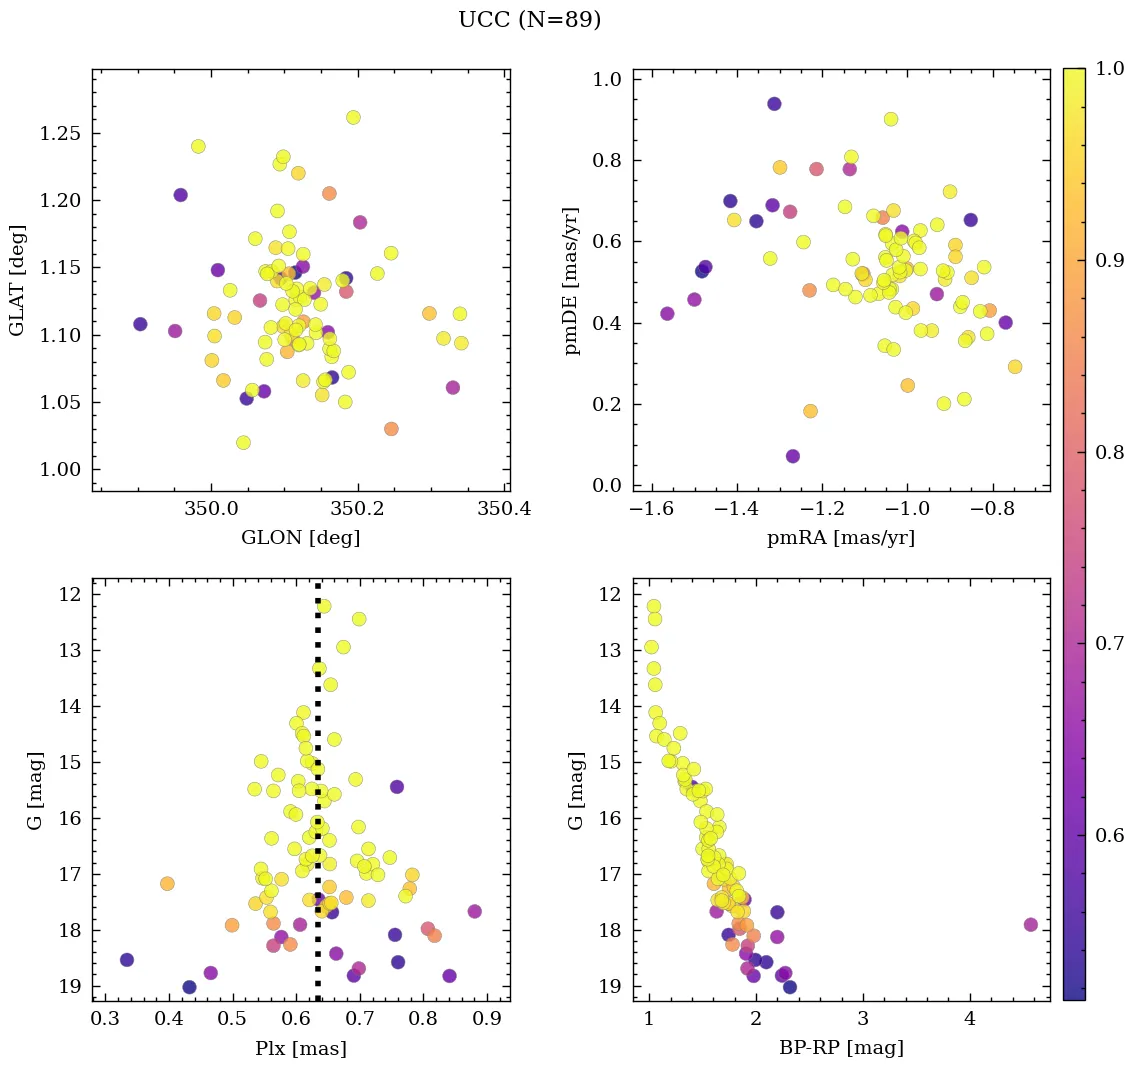 UCC (N=89)
1.25
1.20
1.15
1.10
1.05
1.00
GLAT [deg]
350.0 350.2 350.4
GLON [deg]
1.0
0.8
0.6
0.4
0.2
0.0
pmDE [mas/yr]
−1.6 −1.4 −1.2 −1.0 −0.8
pmRA [mas/yr]
1.0
0.9
0.8
0.7
0.6
12
13
14
15
16
17
18
19
G [mag]
0.3 0.4 0.5 0.6 0.7 0.8 0.9
Plx [mas]
12
13
14
15
16
17
18
19
G [mag]
1 2 3 4
BP-RP [mag]